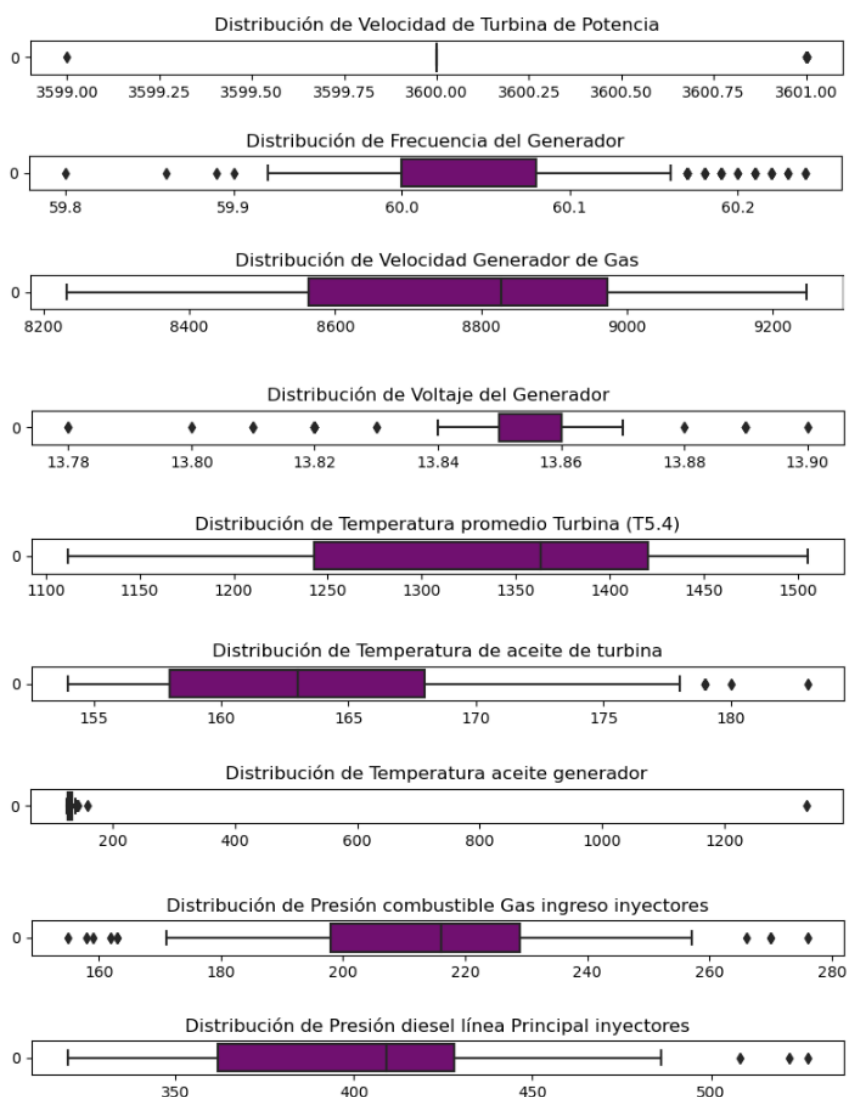 Distribución de Velocidad de Turbina de Potencia
0
3599.00 3599.25 3599.50 3599.75 3600.00 3600.25 3600.50 3600.75 3601.00
Distribución de Frecuencia del Generador
0
59.8 59.9 60.0 60.1 60.2
Distribución de Velocidad Generador de Gas
0
8200 8400 8600 8800 9000 9200
Distribución de Voltaje del Generador
0
13.78 13.80 13.82 13.84 13.86 13.88 13.90
Distribución de Temperatura promedio Turbina (T5.4)
0
1100 1150 1200 1250 1300 1350 1400 1450 1500
Distribución de Temperatura de aceite de turbina
0
155 160 165 170 175 180
Distribución de Temperatura aceite generador
0
200 400 600 800 1000 1200
Distribución de Presión combustible Gas ingreso inyectores
0
160 180 200 220 240 260 280
Distribución de Presión diesel línea Principal inyectores
0
350 400 450 500